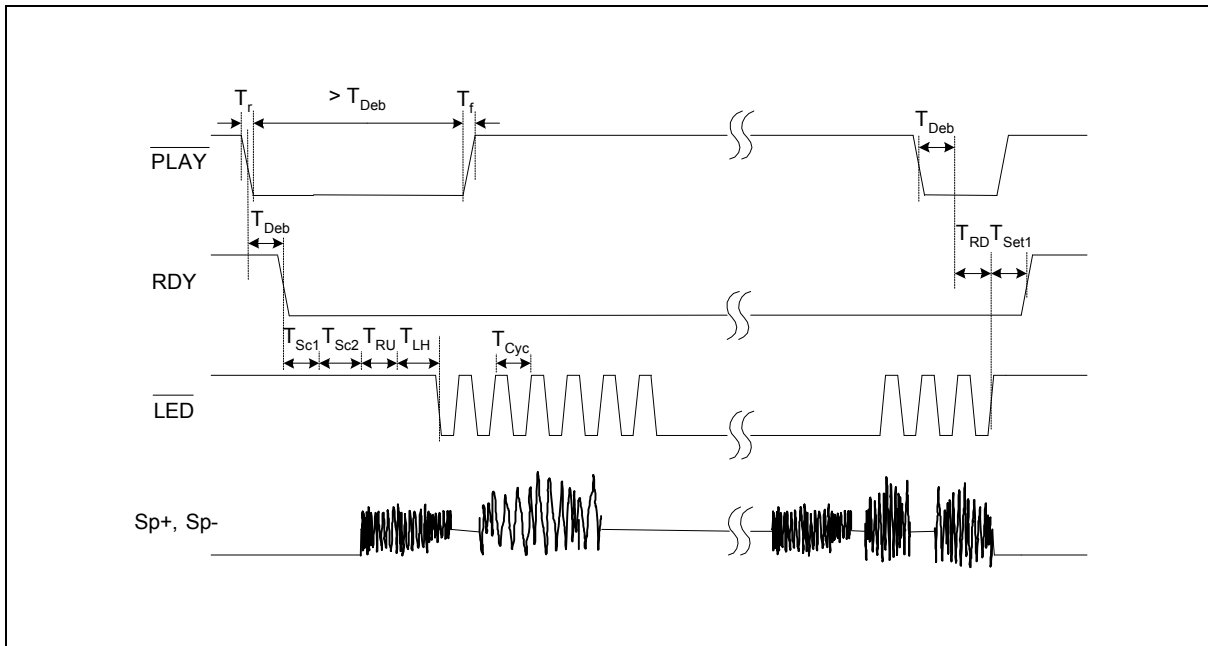 Tr > TDeb Tf
TDeb
PLAY
TDeb
TRD TSet1
RDY
TSc1 TSc2 TRU TLH
TCyc
LED
Sp+, Sp-